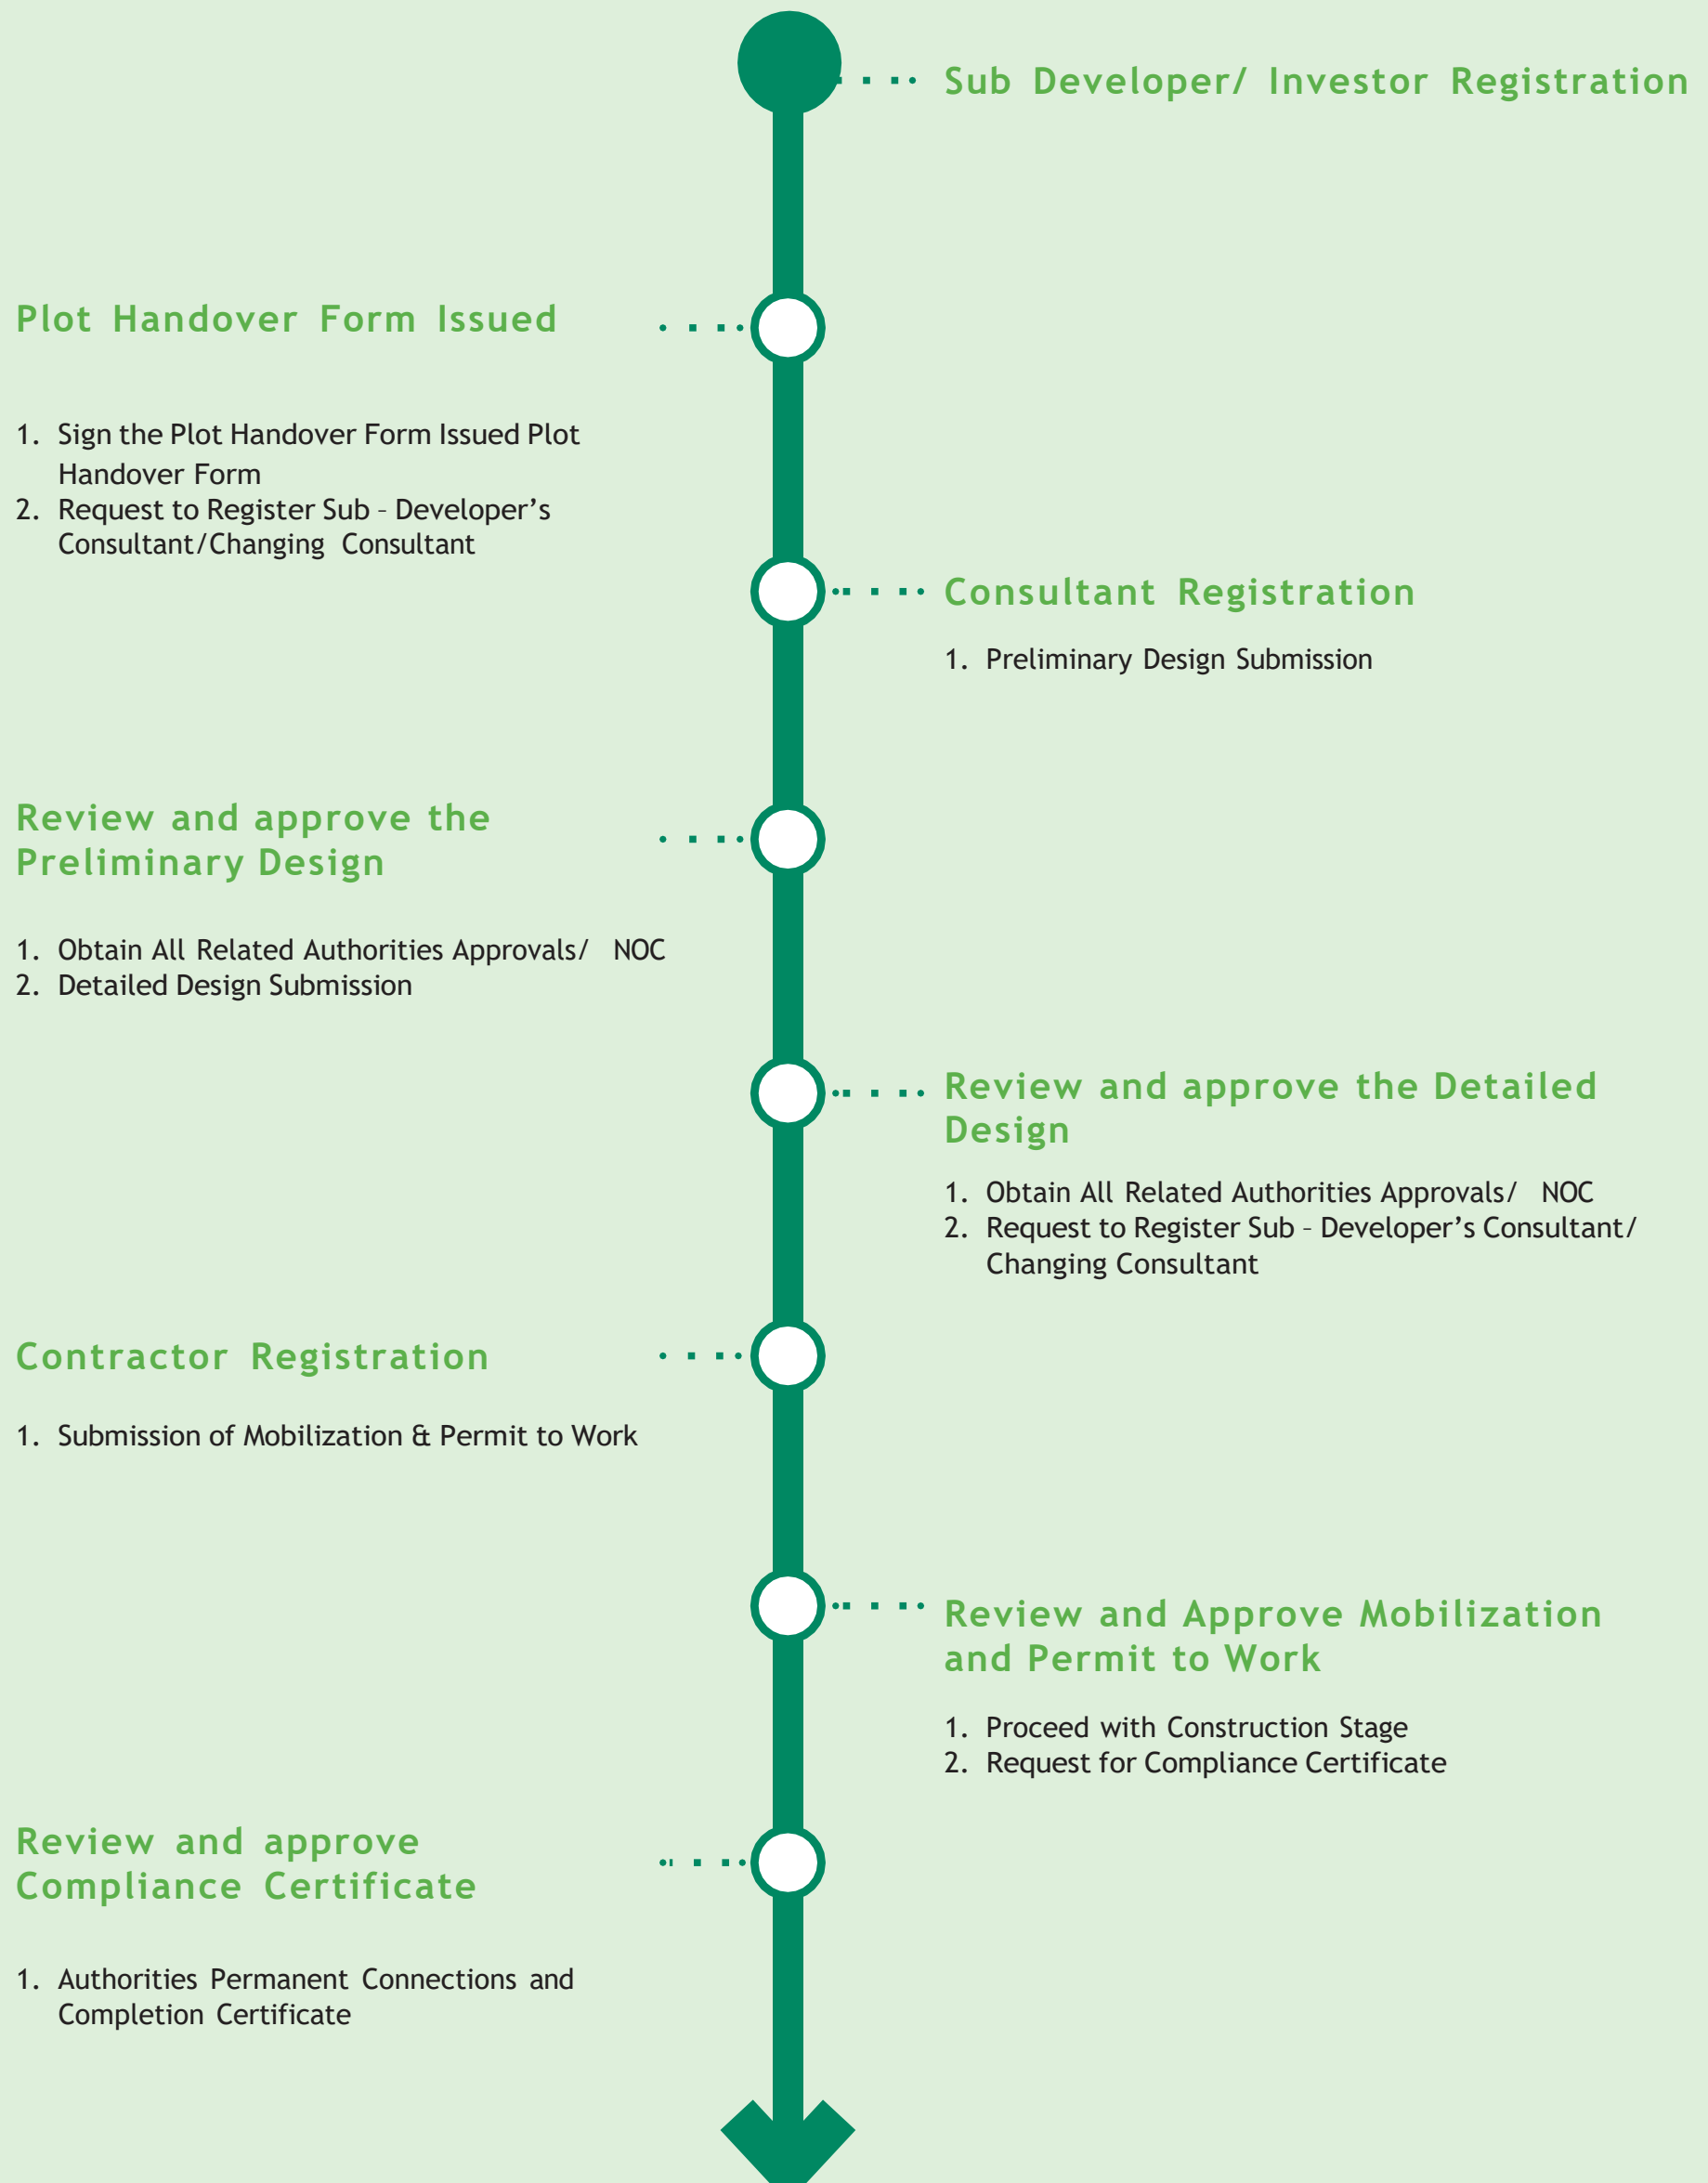 Sub Developer/ Investor Registration
Plot Handover Form Issued
1. Sign the Plot Handover Form Issued Plot
Handover Form
2. Request to Register Sub – Developer’s
Consultant/Changing Consultant
Consultant Registration
1. Preliminary Design Submission
Review and approve the
Preliminary Design
1. Obtain All Related Authorities Approvals/ NOC
2. Detailed Design Submission
Review and approve the Detailed
Design
1. Obtain All Related Authorities Approvals/ NOC
2. Request to Register Sub – Developer’s Consultant/
Changing Consultant
Contractor Registration
1. Submission of Mobilization & Permit to Work
Review and Approve Mobilization
and Permit to Work
1. Proceed with Construction Stage
2. Request for Compliance Certificate
Review and approve
Compliance Certificate
1. Authorities Permanent Connections and
Completion Certificate